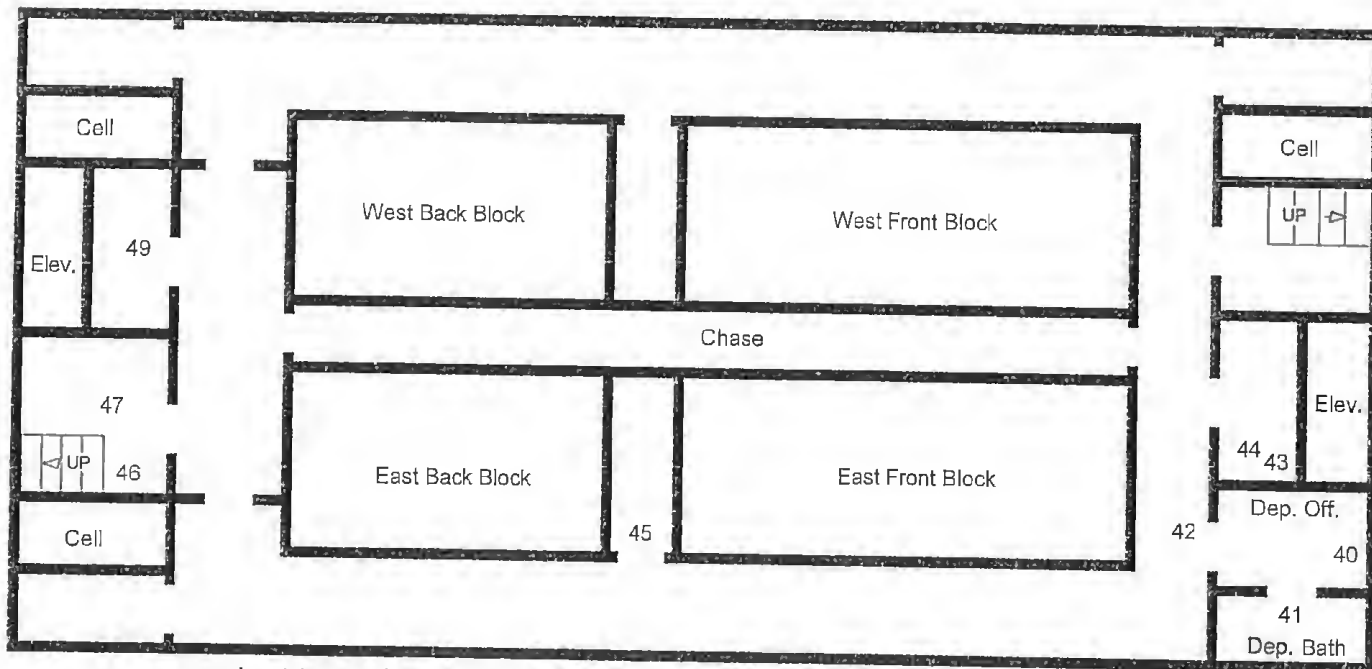 Cell
Cell
West Back Block
West Front Block
UP
49
Elev.
Chase
47
Elev.
UP
46
East Back Block
East Front Block
44
43
Dep. Off.
Cell
45
42
40
41
Dep. Bath